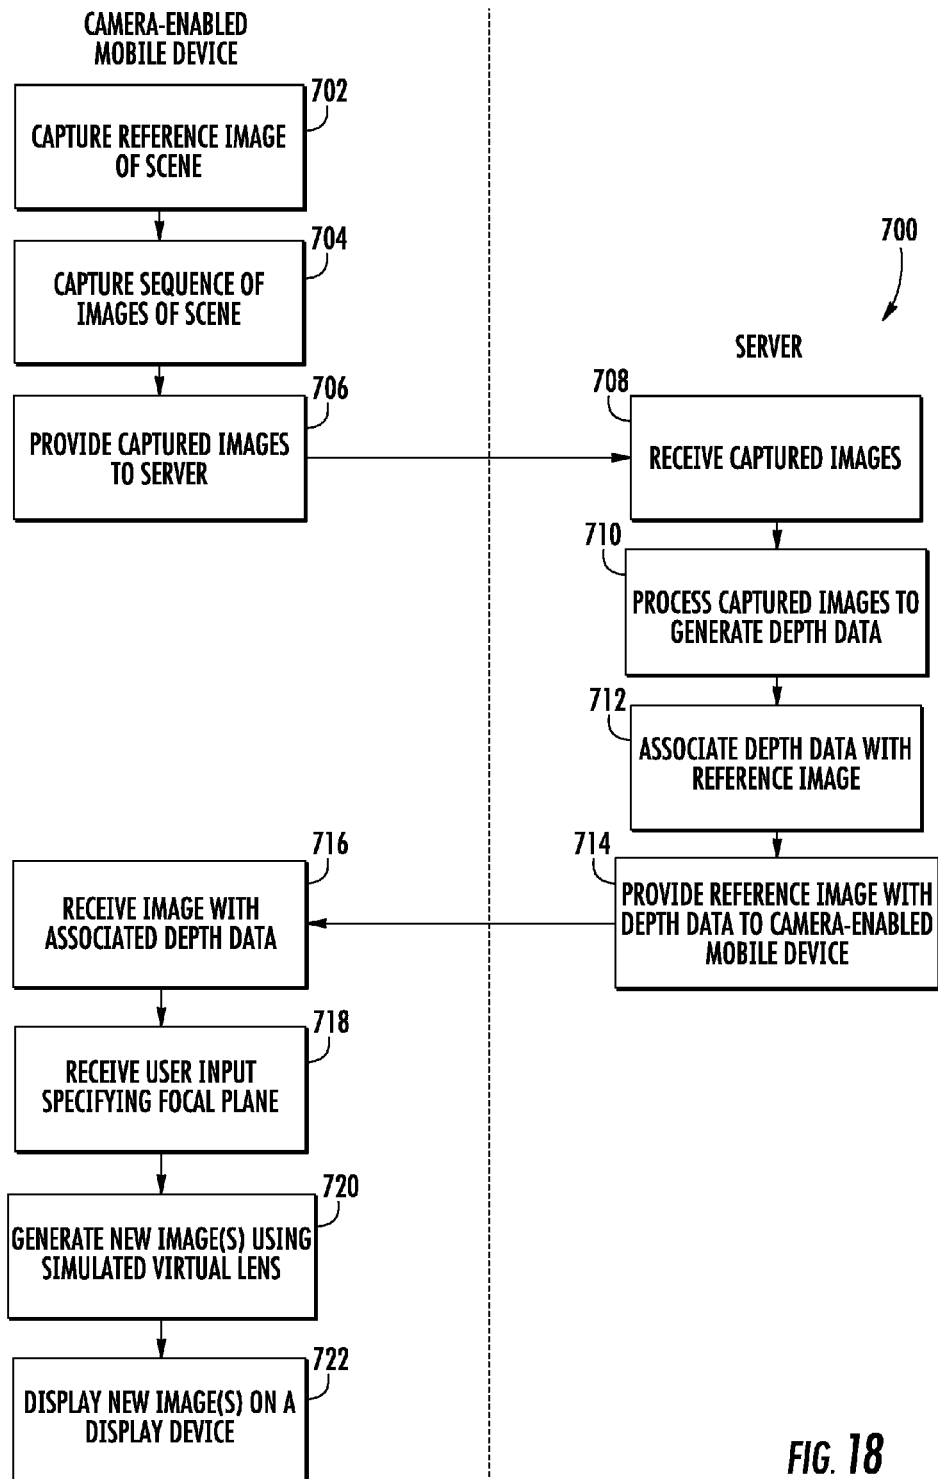 CAMERA-ENABLED
MOBILE DEVICE
702
CAPTURE REFERENCE IMAGE
OF SCENE
704
CAPTURE SEQUENCE OF
IMAGES OF SCENE
706
PROVIDE CAPTURED IMAGES
TO SERVER
700
SERVER
708
RECEIVE CAPTURED IMAGES
710
PROCESS CAPTURED IMAGES TO
GENERATE DEPTH DATA
712
ASSOCIATE DEPTH DATA WITH
REFERENCE IMAGE
714
PROVIDE REFERENCE IMAGE WITH
DEPTH DATA TO CAMERA-ENABLED
MOBILE DEVICE
716
RECEIVE IMAGE WITH
ASSOCIATED DEPTH DATA
718
RECEIVE USER INPUT
SPECIFYING FOCAL PLANE
720
GENERATE NEW IMAGE(S) USING
SIMULATED VIRTUAL LENS
722
DISPLAY NEW IMAGE(S) ON A
DISPLAY DEVICE
FIG. 18